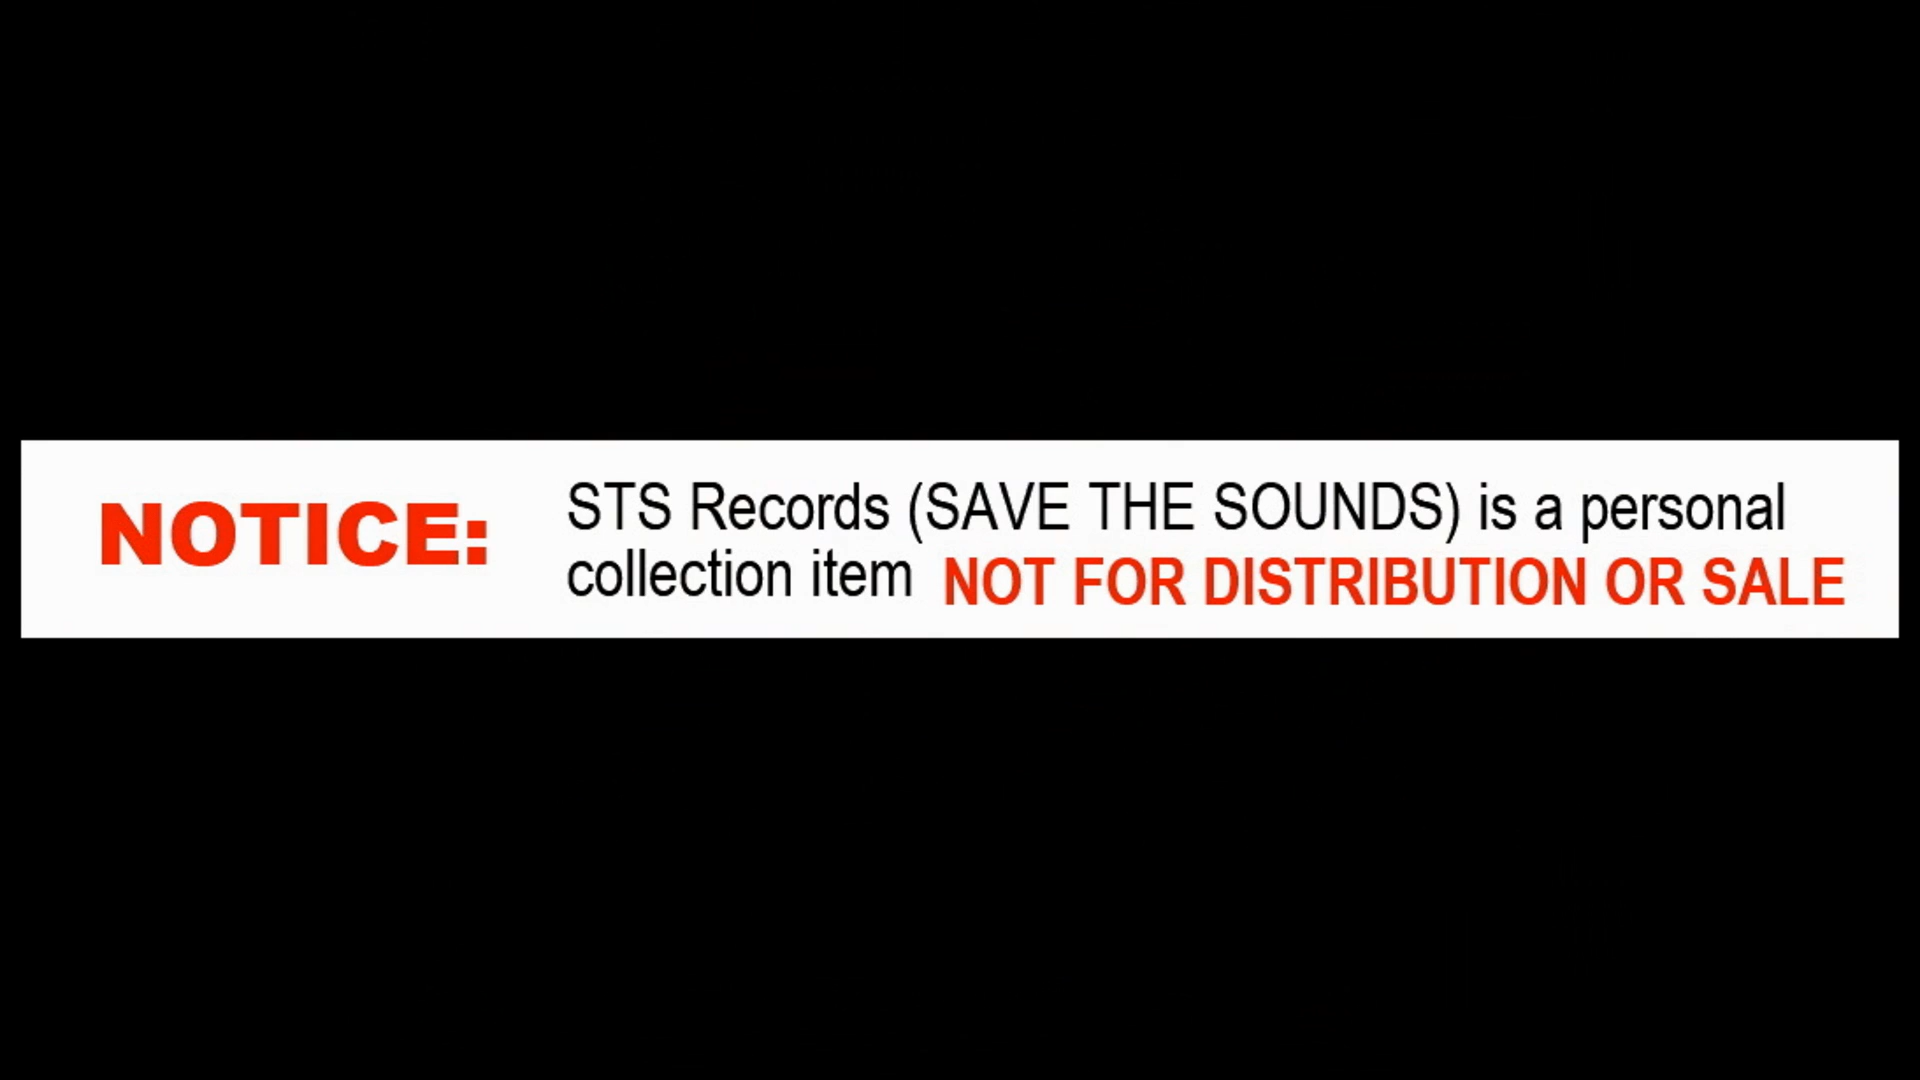 NOTICE:
STS Records (SAVE THE SOUNDS) is a personal
collection item NOT FOR DISTRIBUTION OR SALE